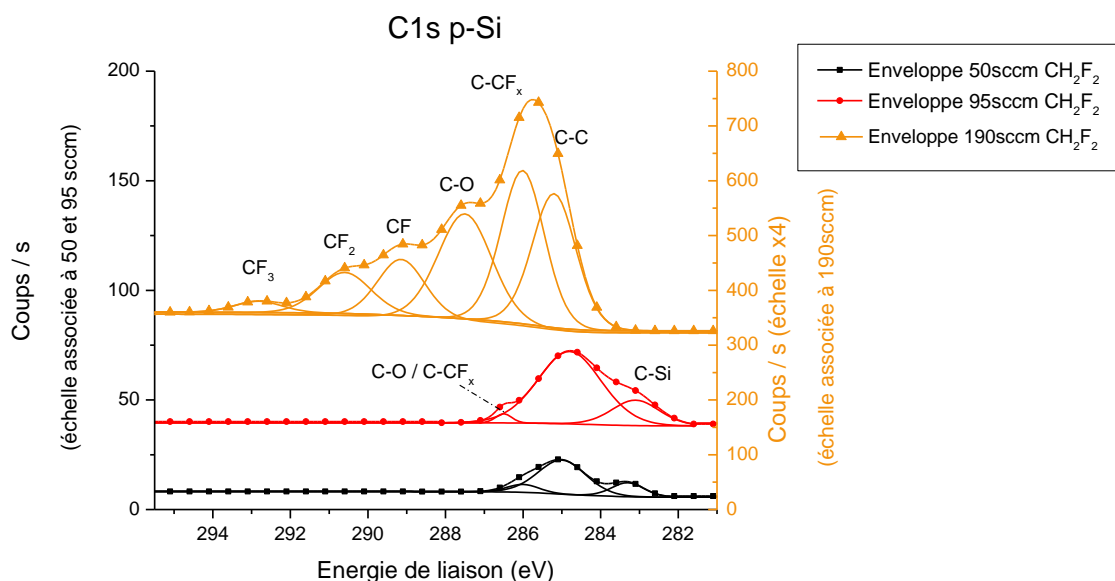 C1s p-Si
Enveloppe 50sccm CH₂F₂
Enveloppe 95sccm CH₂F₂
Enveloppe 190sccm CH₂F₂
Coups / s
(échelle associée à 50 et 95 sccm)
200
150
100
50
0
800
700
600
500
400
300
200
100
0
Coups / s (échelle x4)
(échelle associée à 190sccm)
C-CFₓ
C-C
C-O
CF
CF₂
CF₃
C-O / C-CFₓ
C-Si
294
292
290
288
286
284
282
Energie de liaison (eV)